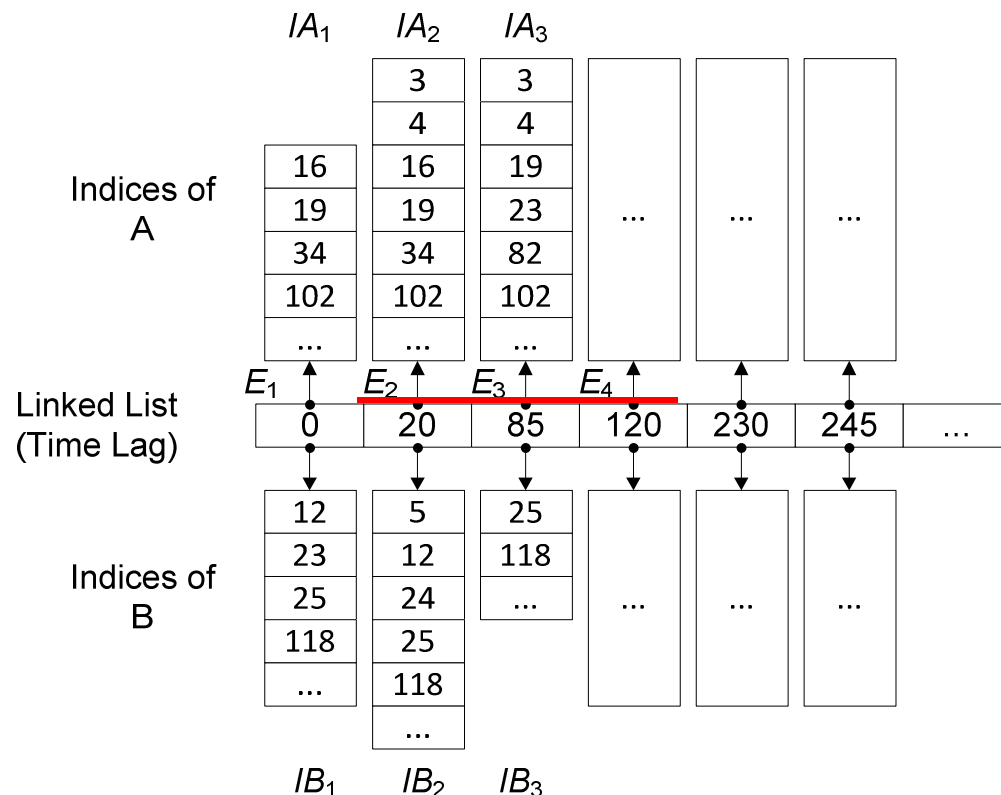 IA1 IA2 IA3
3 3
4 4
16 16 19 ... ... ...
19 19 23
34 34 82
102 102 102
... ... ...
Indices of
A
E1 E2 E3 E4
Linked List
(Time Lag)
0 20 85 120 230 245 ...
12 5 25
23 12 118
25 24 ... ... ... ...
118 25
... 118
...
Indices of
B
IB1 IB2 IB3